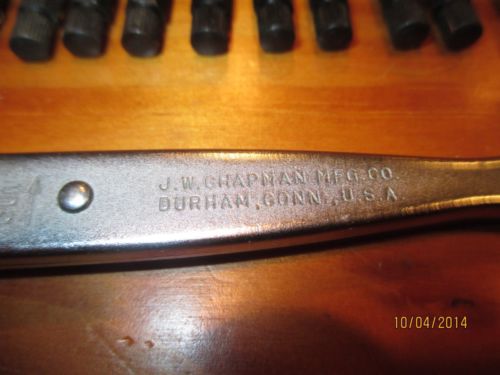 J.W. CHAPMAN MFG. CO.
DURHAM, CONN., U.S.A
10/04/2014